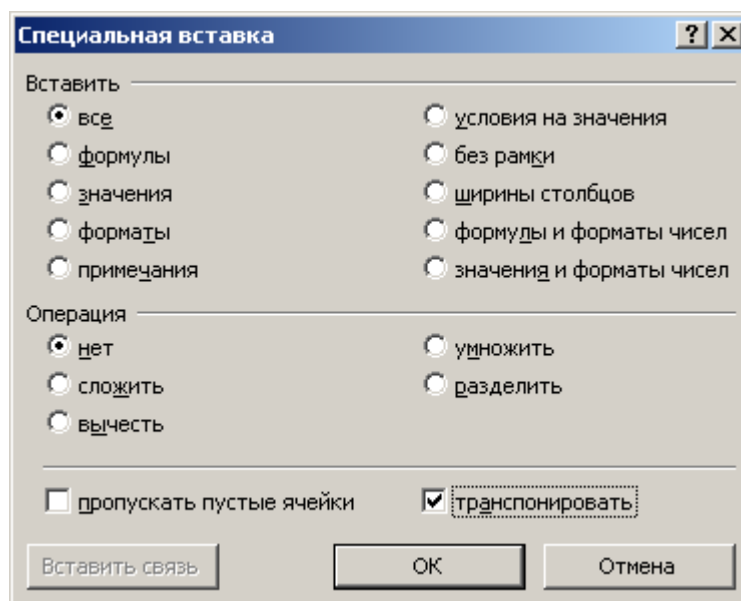 Специальная вставка
Вставить
все
условия на значения
формулы
без рамки
значения
ширины столбцов
форматы
формулы и форматы чисел
примечания
значения и форматы чисел
Операция
нет
умножить
сложить
разделить
вычесть
пропускать пустые ячейки
транспонировать
Вставить связь
ОК
Отмена